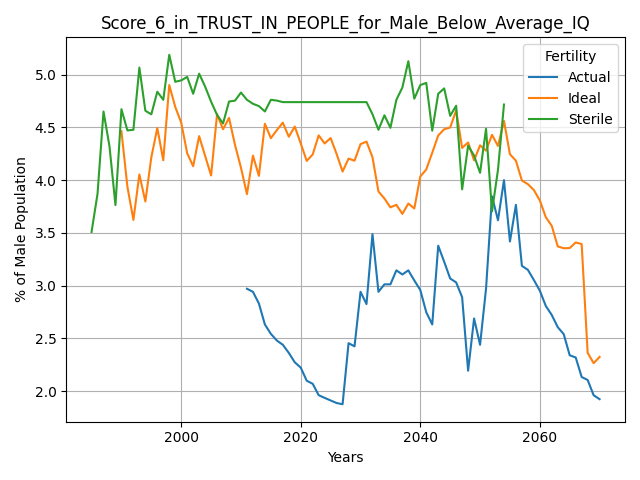 Score_6_in_TRUST_IN_PEOPLE_for_Male_Below_Average_IQ
Fertility
Actual
Ideal
Sterile
% of Male Population
5.0
4.5
4.0
3.5
3.0
2.5
2.0
2000
2020
2040
2060
Years